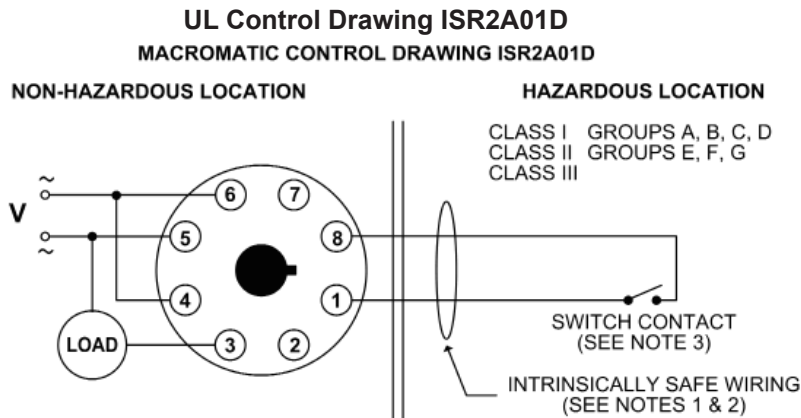 UL Control Drawing ISR2A01D
MACROMATIC CONTROL DRAWING ISR2A01D
NON-HAZARDOUS LOCATION
HAZARDOUS LOCATION
CLASS I GROUPS A, B, C, D
CLASS II GROUPS E, F, G
CLASS III
~
V
~
6
7
5
8
4
1
LOAD
3
2
SWITCH CONTACT
(SEE NOTE 3)
INTRINSICALLY SAFE WIRING
(SEE NOTES 1 & 2)